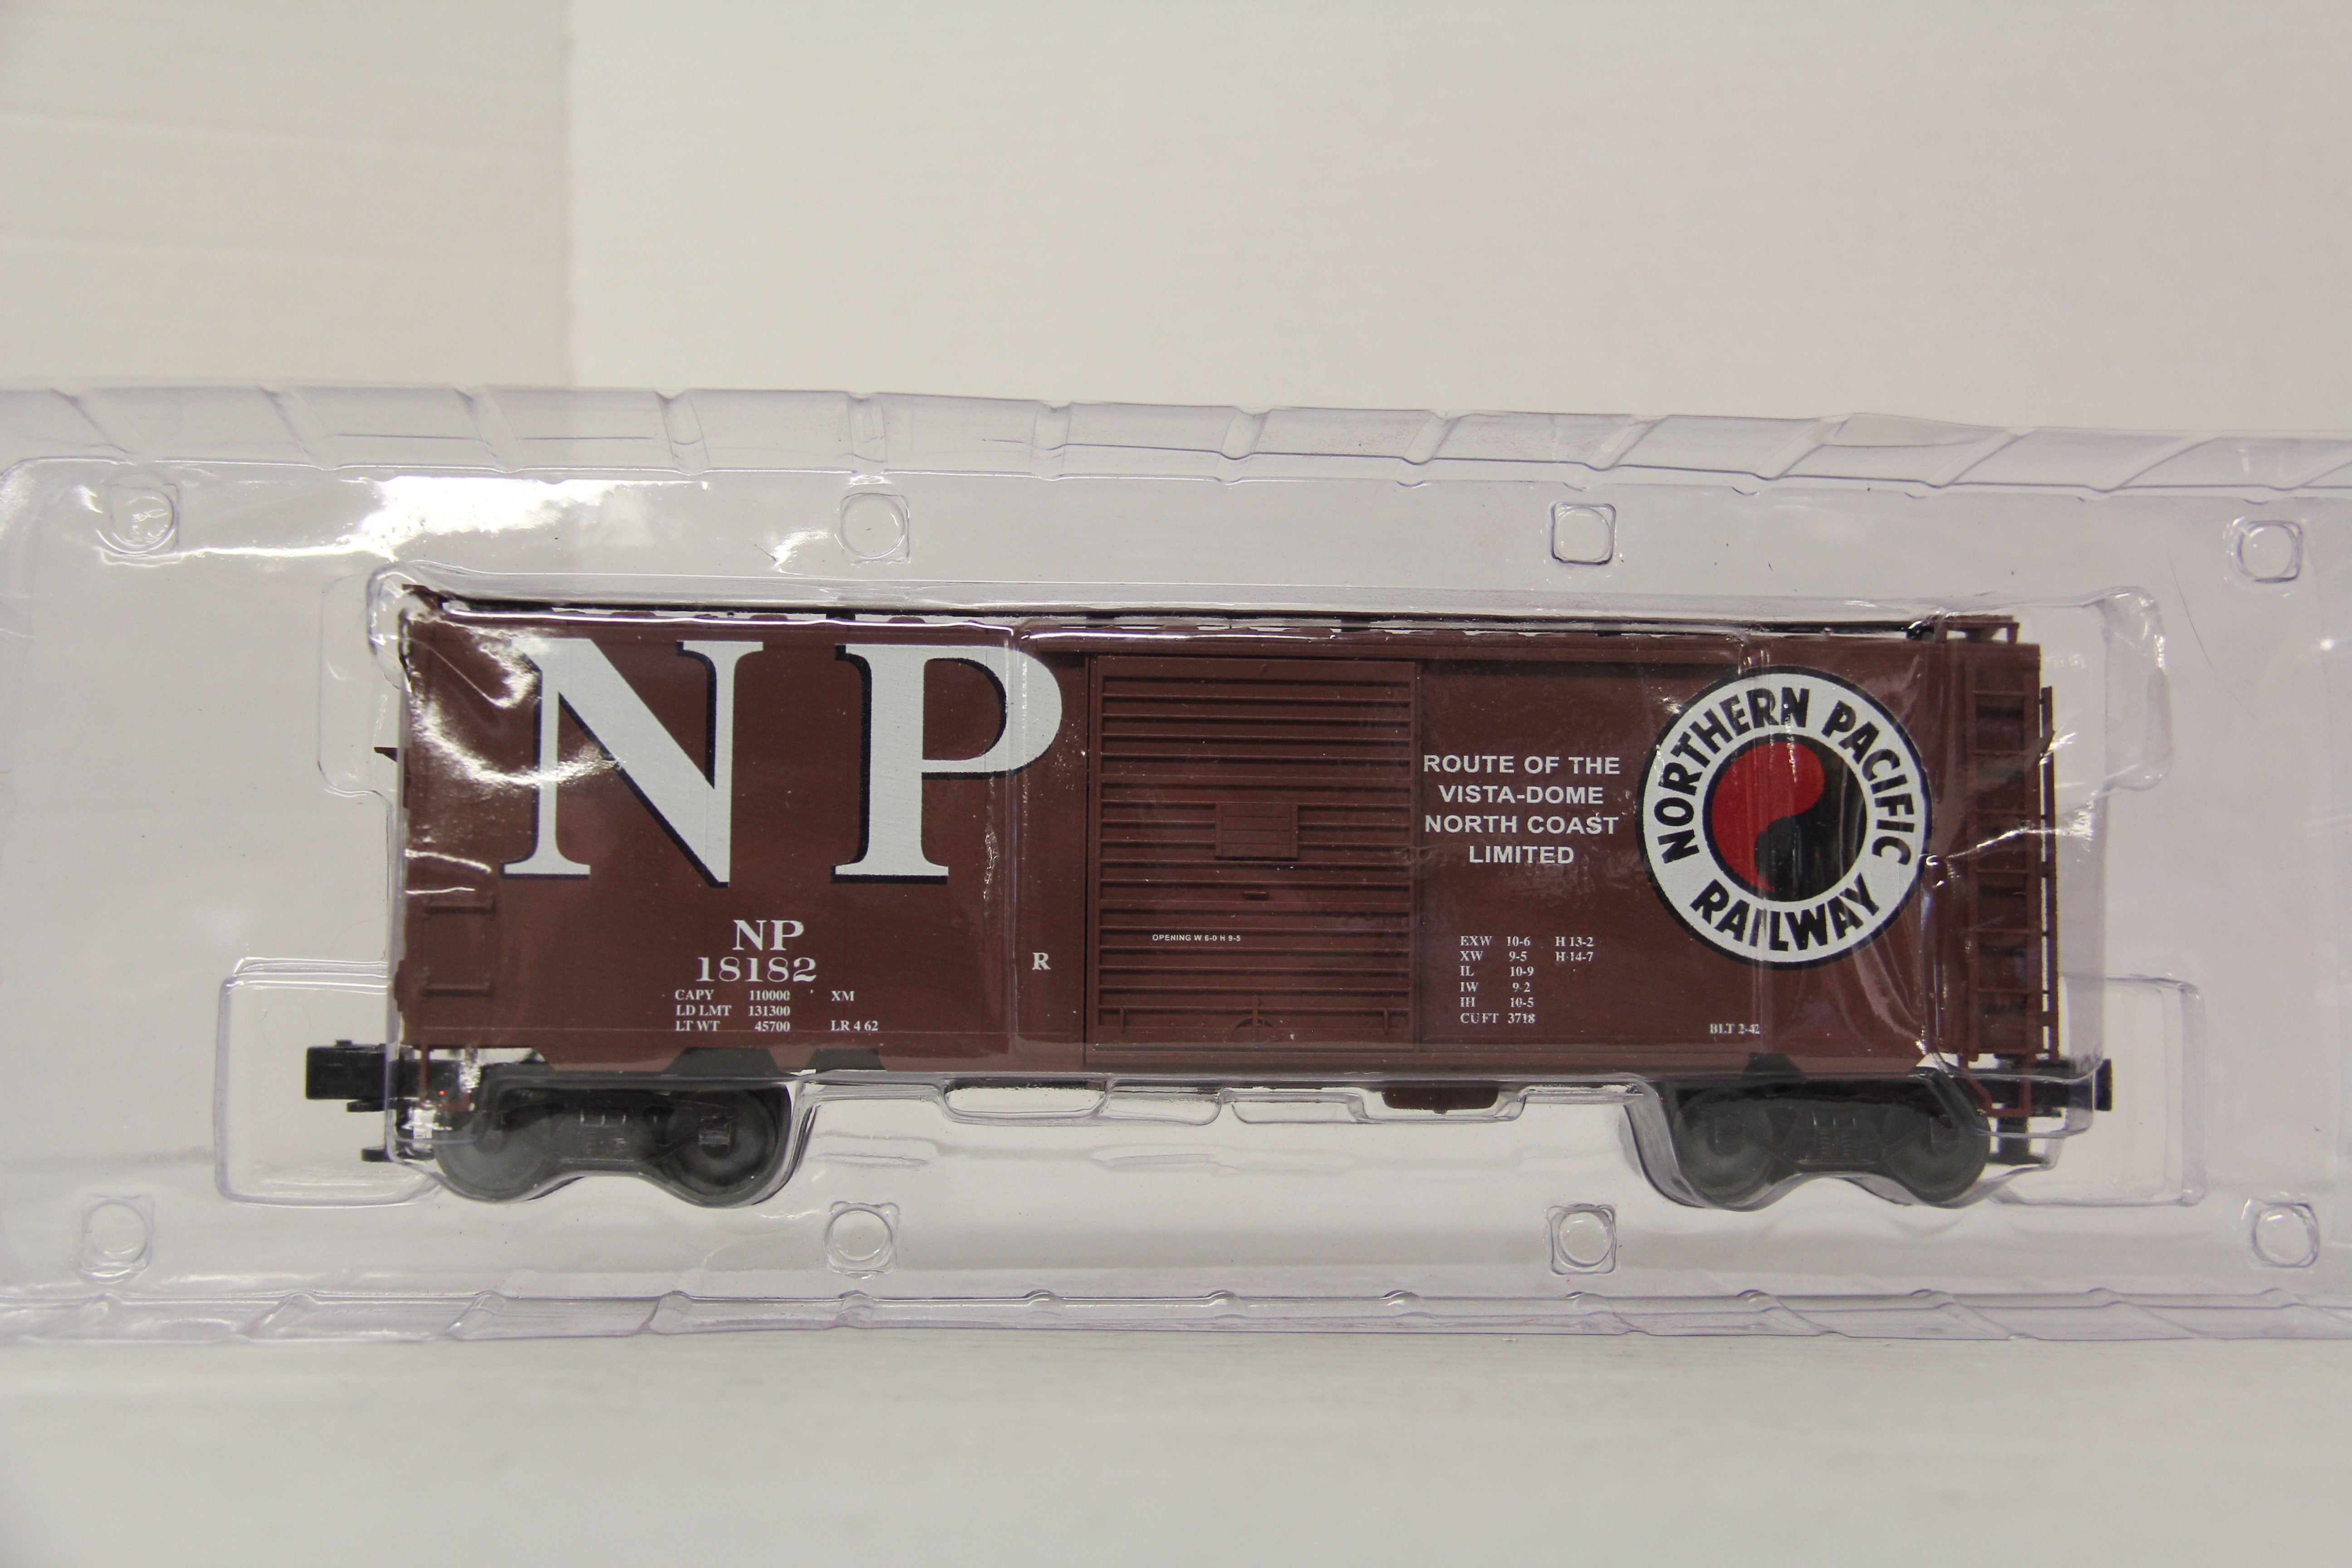 NP
NP
18182
CAPY 110000 XM
LD LMT 131300
LT WT 45700 LR 4 62
R
OPENING W 6-0 H 9-5
ROUTE OF THE
VISTA-DOME
NORTH COAST
LIMITED
EXW 10-6 H 13-2
XW 9-5 H 14-7
IL 10-9
IW 9-2
IH 10-5
CUFT 3718
NORTHERN PACIFIC
RAILWAY
BLT 2-42